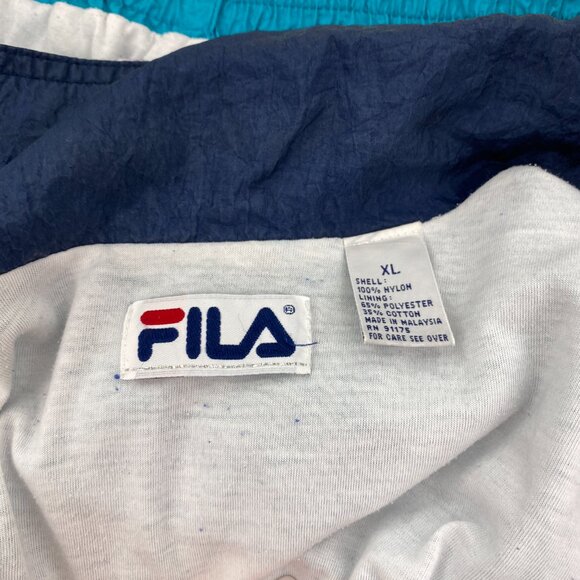 FILA®
XL
SHELL:
100% NYLON
LINING:
65% POLYESTER
35% COTTON
MADE IN MALAYSIA
RN 91175
FOR CARE SEE OVER